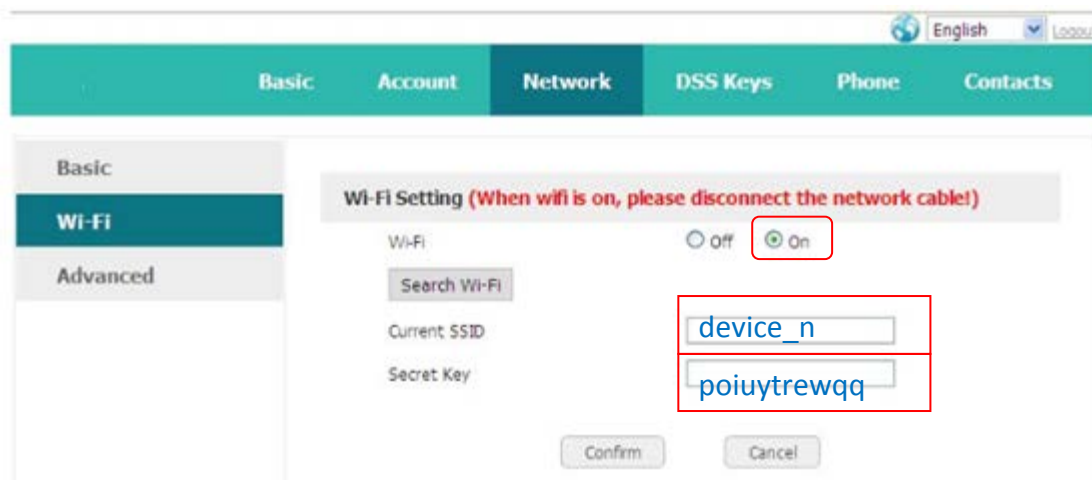 English Logout
Basic Account Network DSS Keys Phone Contacts
Basic
Wi-Fi Setting (When wifi is on, please disconnect the network cable!)
Wi-Fi
Wi-Fi Off On
Advanced
Search Wi-Fi
Current SSID device_n
Secret Key poiuytrewqq
Confirm Cancel